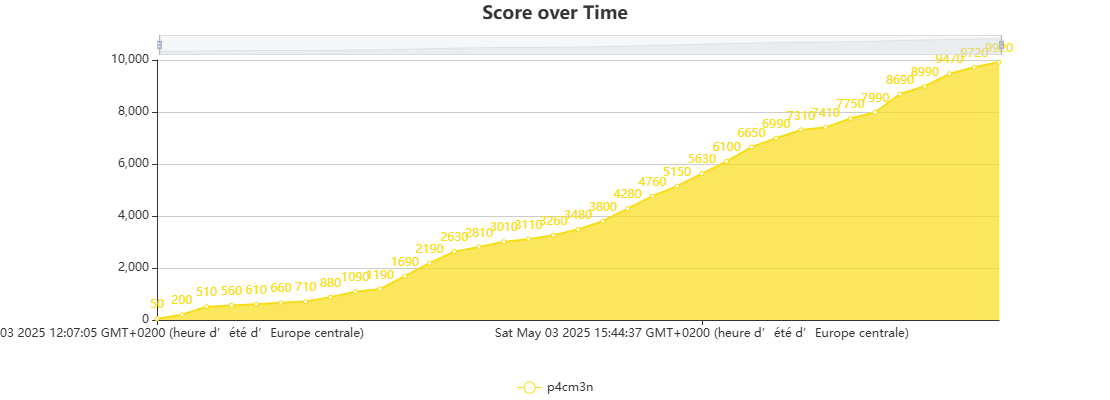 Score over Time
10,000
8,000
6,000
4,000
2,000
0
50 200 510 560 610 660 710 880 1090 1190 1690 2190 2630 2810 3010 3110 3260 3480 3800 4280 4760 5150 5630 6100 6650 6990 7310 7410 7750 7990 8690 8990 9470 9720 9920
03 2025 12:07:05 GMT+0200 (heure d’été d’Europe centrale)
Sat May 03 2025 15:44:37 GMT+0200 (heure d’été d’Europe centrale)
p4cm3n